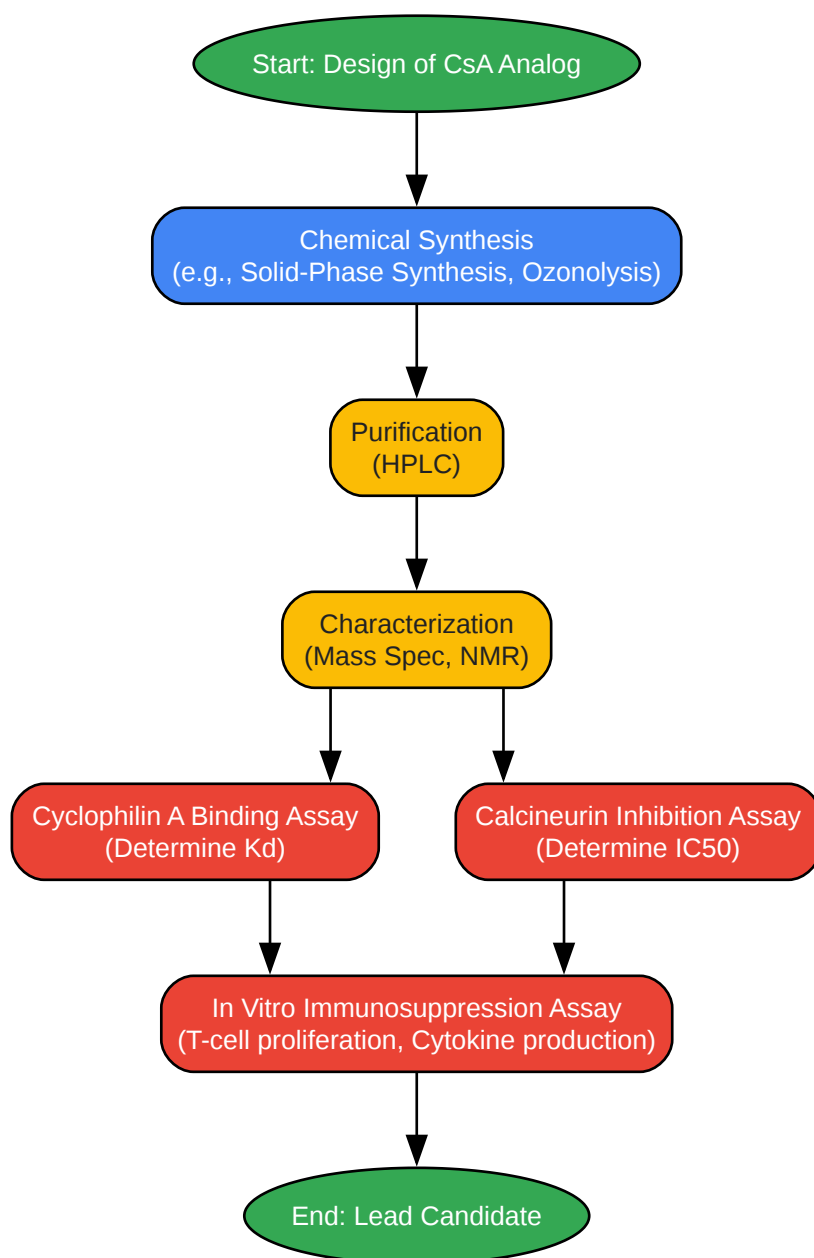 Start: Design of CsA Analog
Chemical Synthesis
(e.g., Solid-Phase Synthesis, Ozonolysis)
Purification
(HPLC)
Characterization
(Mass Spec, NMR)
Cyclophilin A Binding Assay
(Determine Kd)
Calcineurin Inhibition Assay
(Determine IC50)
In Vitro Immunosuppression Assay
(T-cell proliferation, Cytokine production)
End: Lead Candidate